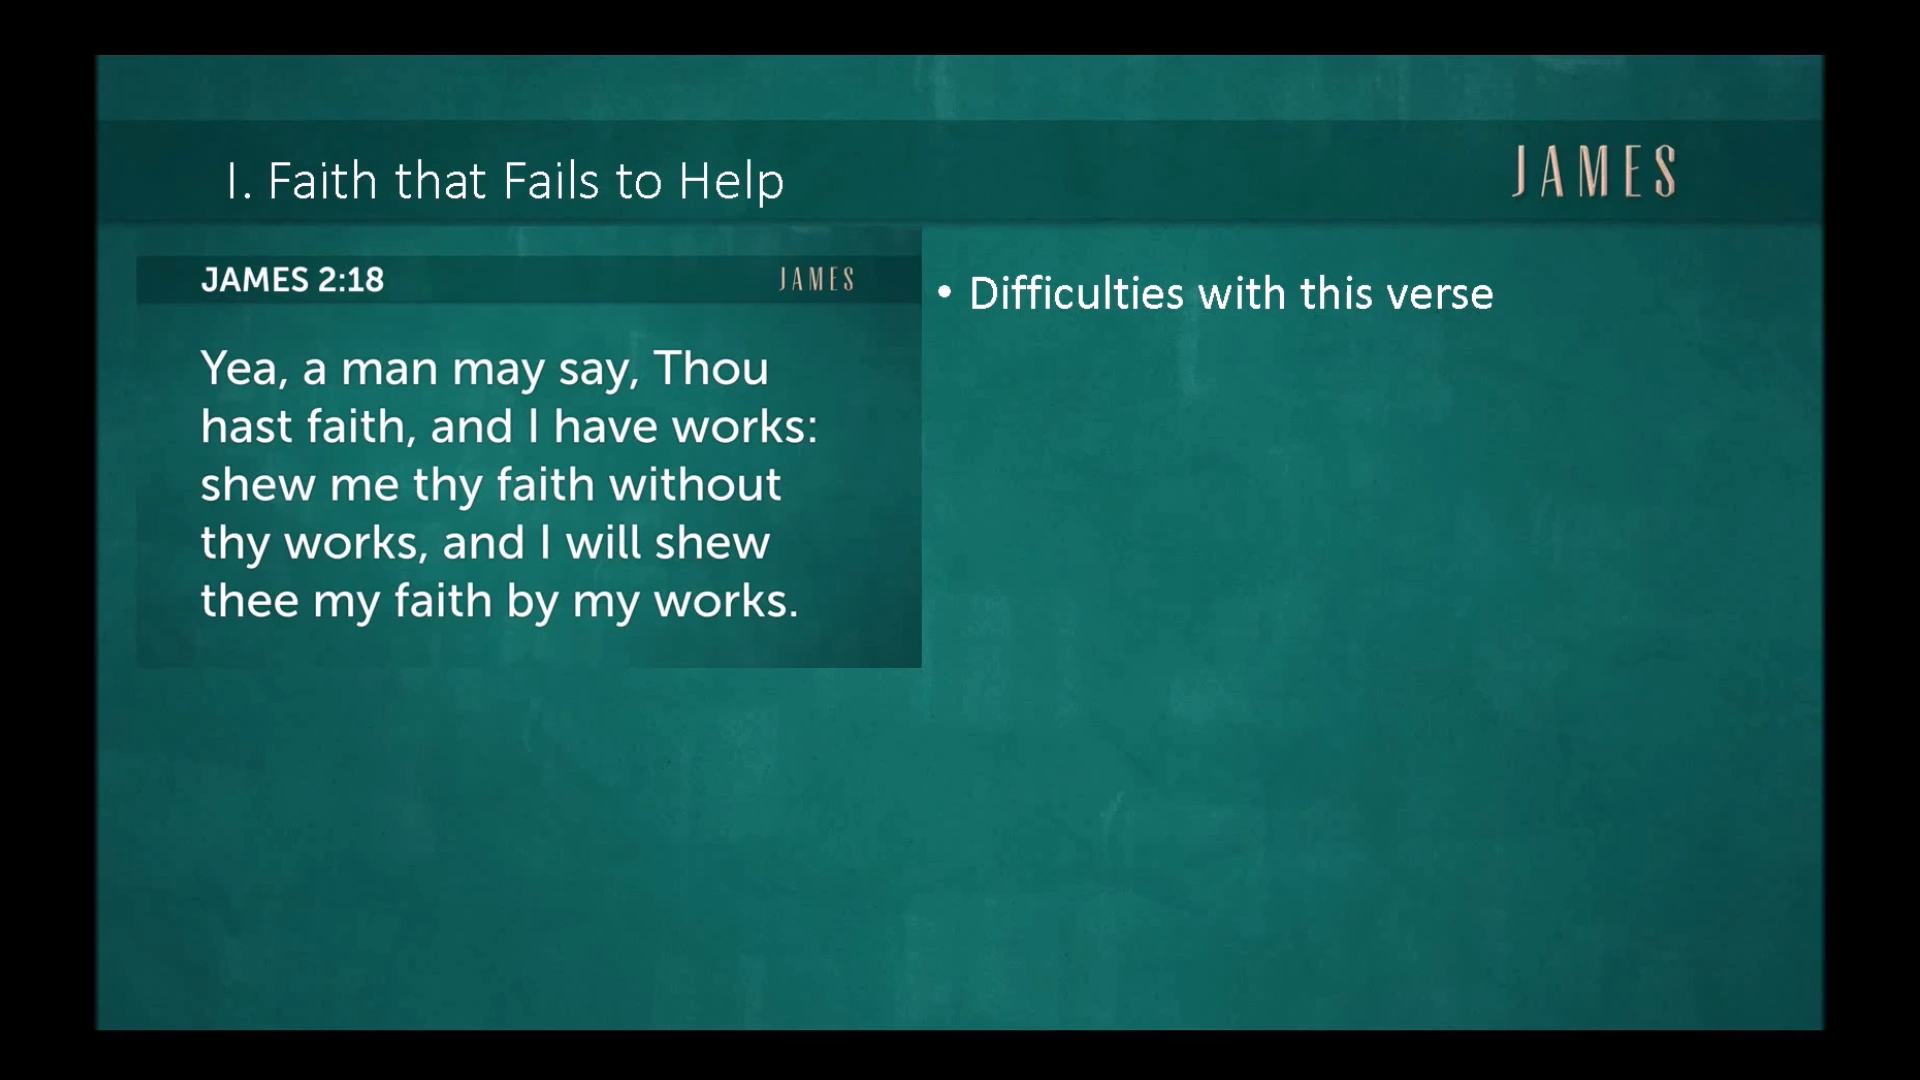 I. Faith that Fails to Help
JAMES
JAMES 2:18
JAMES
Yea, a man may say, Thou
hast faith, and I have works:
shew me thy faith without
thy works, and I will shew
thee my faith by my works.
• Difficulties with this verse